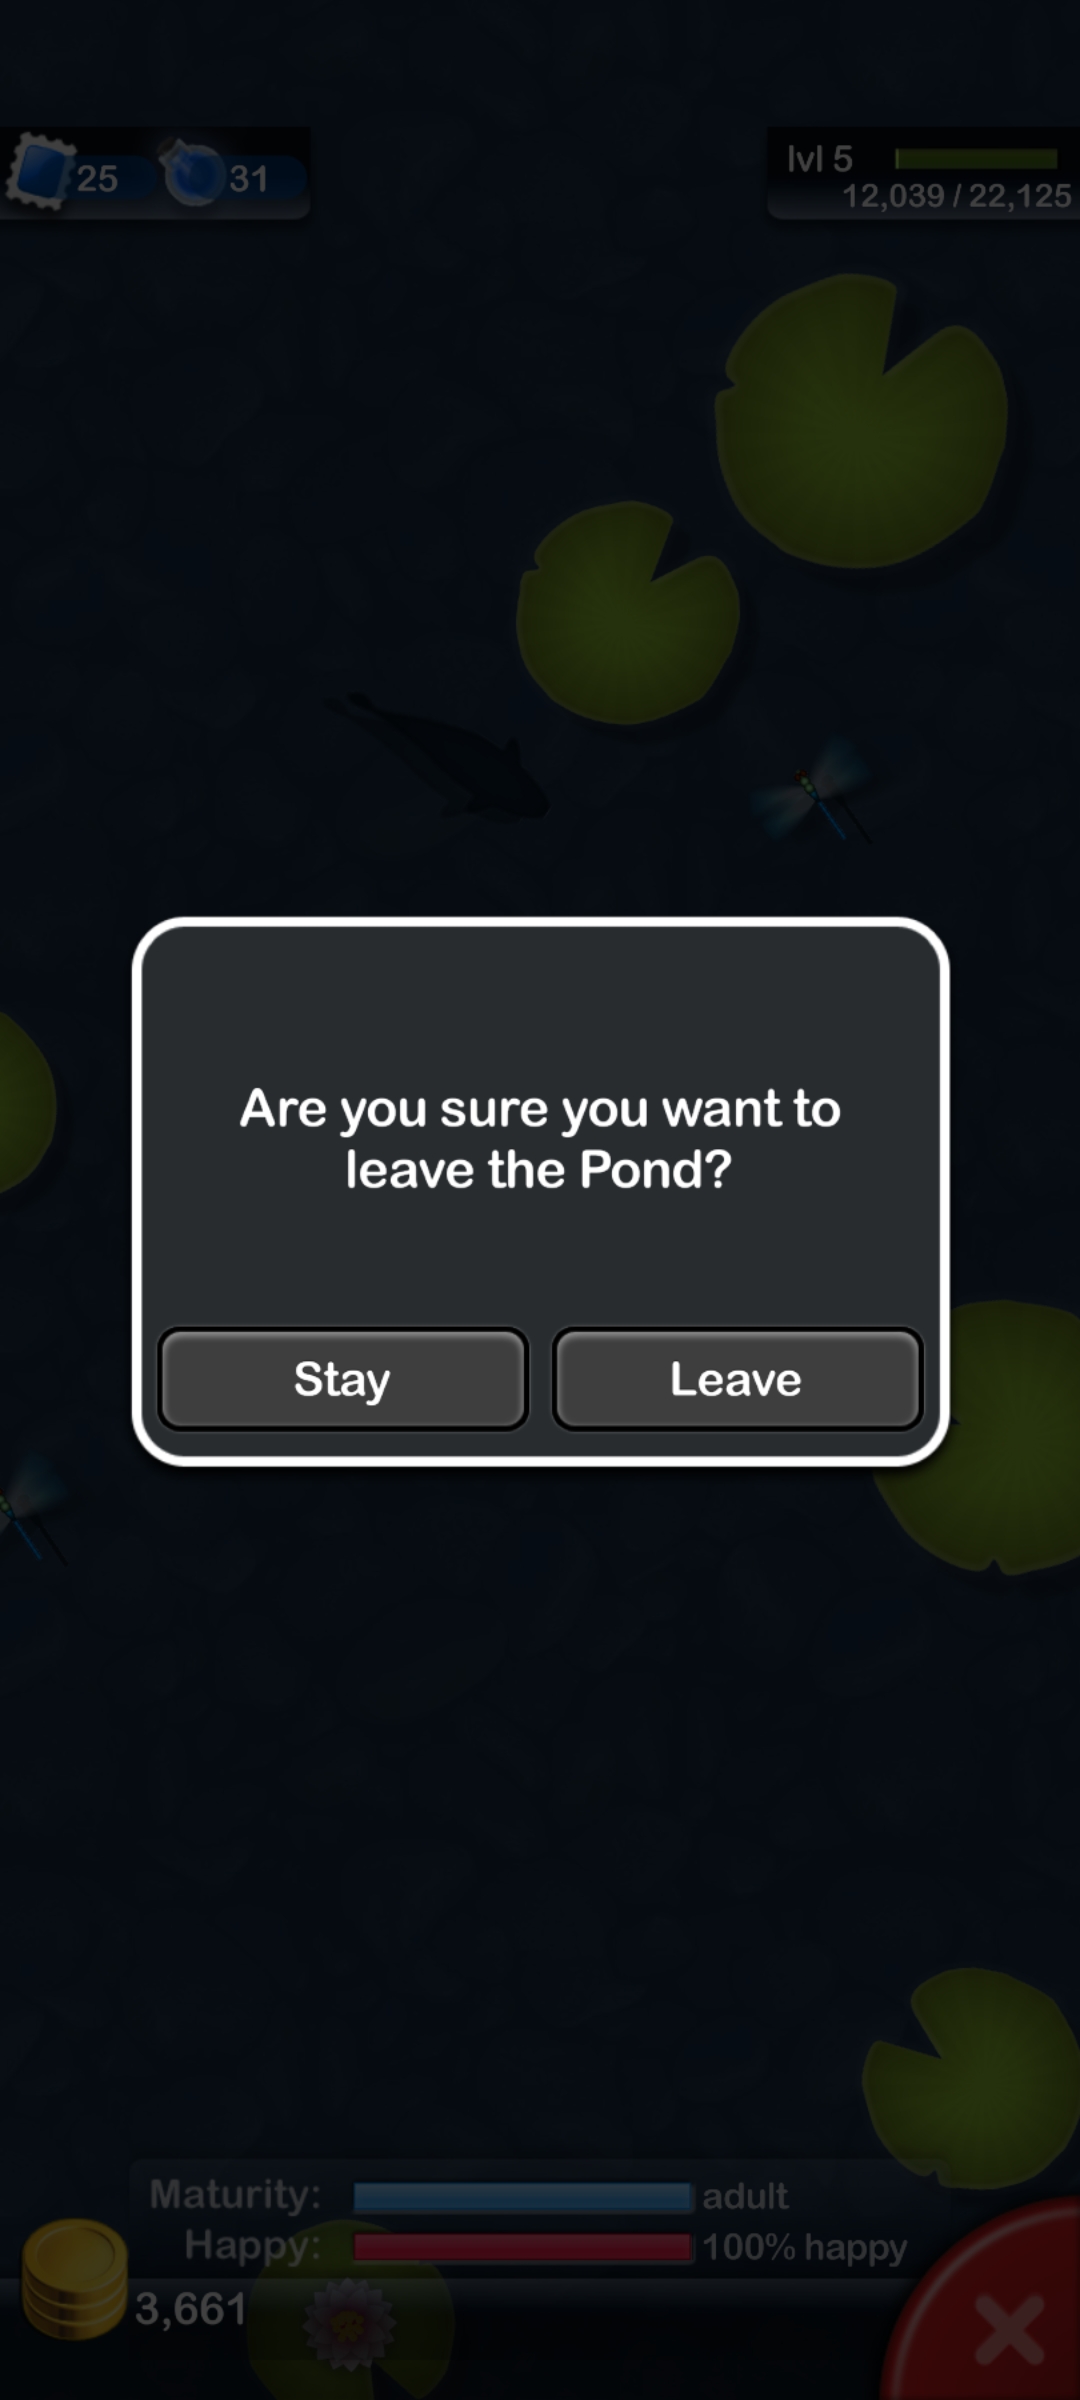 25
31
lvl 5
12,039 / 22,125
Are you sure you want to
leave the Pond?
Stay
Leave
Maturity: adult
Happy: 100% happy
3,661